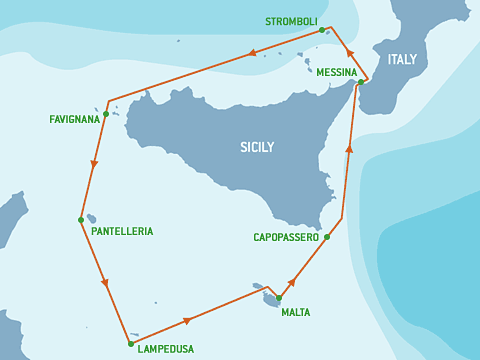 STROMBOLI
ITALY
MESSINA
FAVIGNANA
SICILY
PANTELLERIA
CAPOPASSERO
MALTA
LAMPEDUSA